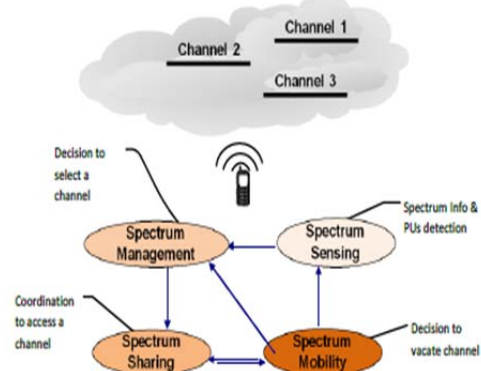 Channel 1
Channel 2
Channel 3
Decision to
select a
channel
Spectrum Info &
PUs detection
Spectrum
Management
Spectrum
Sensing
Coordination
to access a
channel
Spectrum
Sharing
Spectrum
Mobility
Decision to
vacate channel